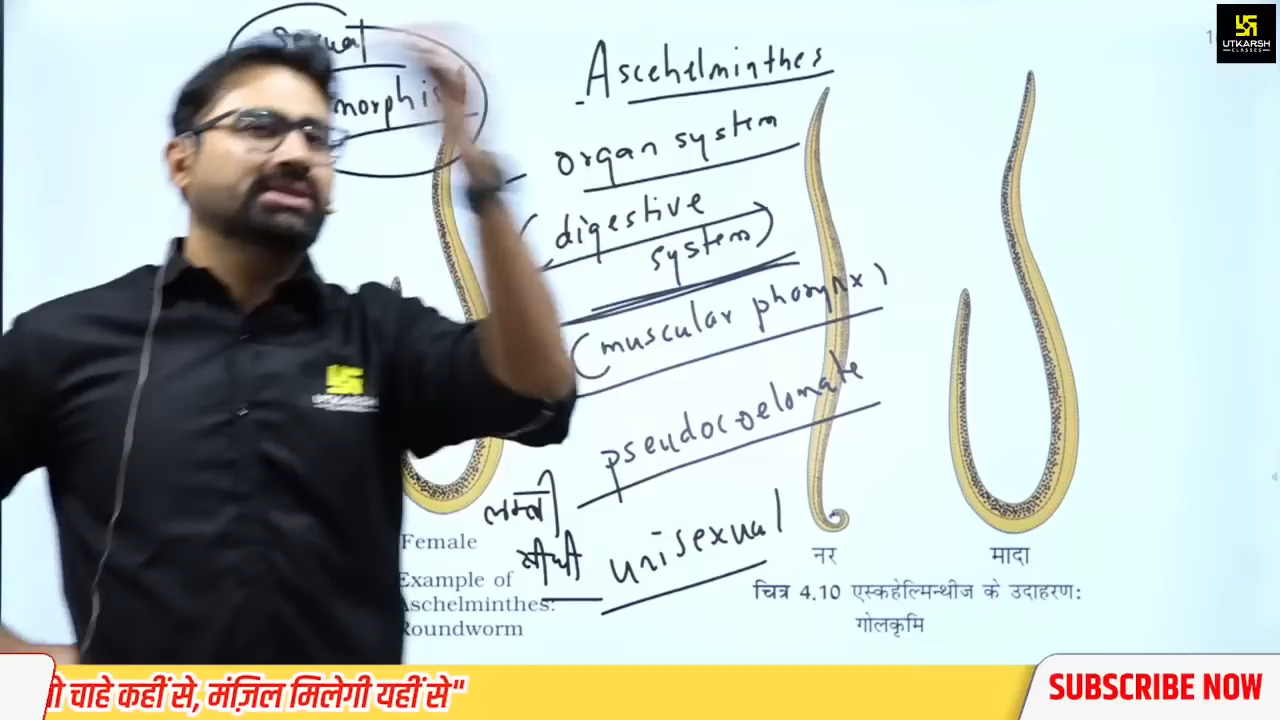 Ascehelminthes
organ system
(digestive
system)
(muscular pharynx)
pseudocoelomate
लम्बी
सीधी
unisexual
Female
Example of
Aschelminthes:
Roundworm
नर
मादा
चित्र 4.10 एस्कहेल्मिन्थीज के उदाहरण:
गोलकृमि
UTKARSH
CLASSES
चाहे कहीं से, मंज़िल मिलेगी यहीं से"
SUBSCRIBE NOW